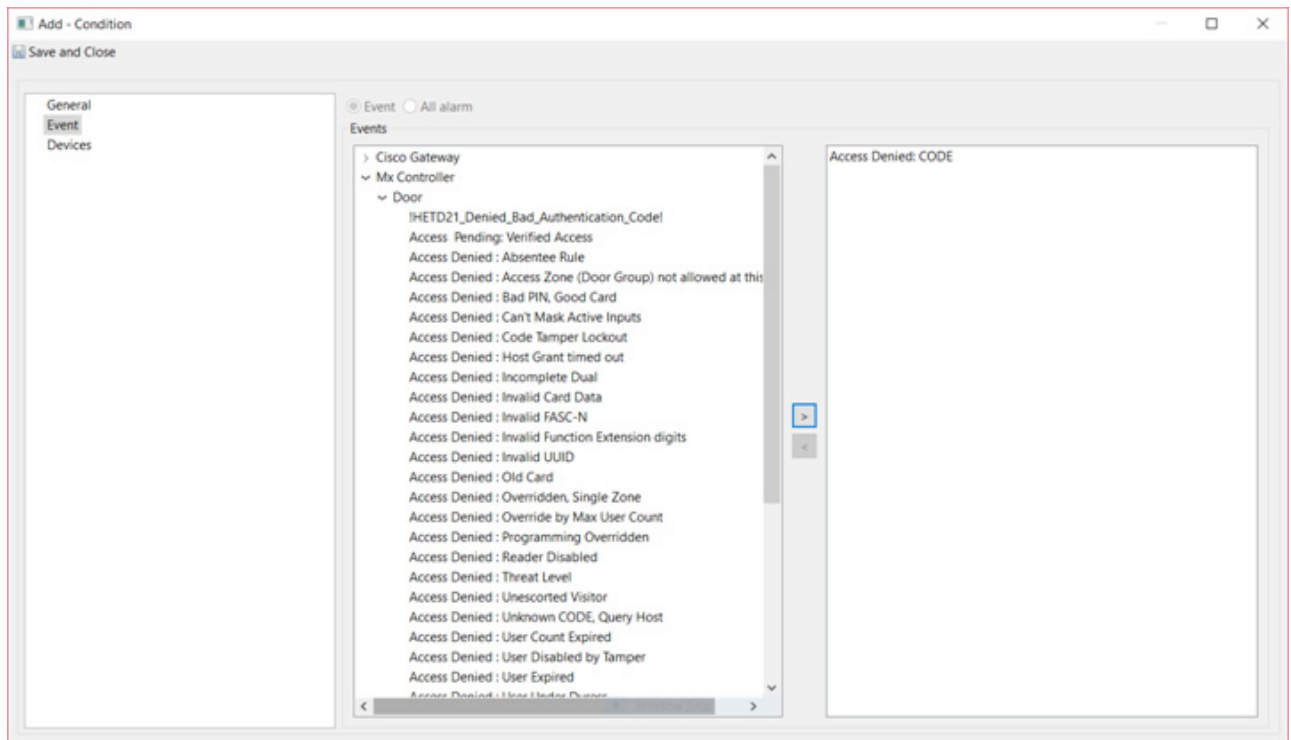 Add - Condition
Save and Close
General
Event
Devices
Event All alarm
Events
Cisco Gateway
Mx Controller
Door
!HETD21_Denied_Bad_Authentication_Code!
Access Pending: Verified Access
Access Denied : Absentee Rule
Access Denied : Access Zone (Door Group) not allowed at this
Access Denied : Bad PIN, Good Card
Access Denied : Can't Mask Active Inputs
Access Denied : Code Tamper Lockout
Access Denied : Host Grant timed out
Access Denied : Incomplete Dual
Access Denied : Invalid Card Data
Access Denied : Invalid FASC-N
Access Denied : Invalid Function Extension digits
Access Denied : Invalid UUID
Access Denied : Old Card
Access Denied : Overridden, Single Zone
Access Denied : Override by Max User Count
Access Denied : Programming Overridden
Access Denied : Reader Disabled
Access Denied : Threat Level
Access Denied : Unescorted Visitor
Access Denied : Unknown CODE, Query Host
Access Denied : User Count Expired
Access Denied : User Disabled by Tamper
Access Denied : User Expired
Access Denied : User Under Duress
>
<
Access Denied: CODE